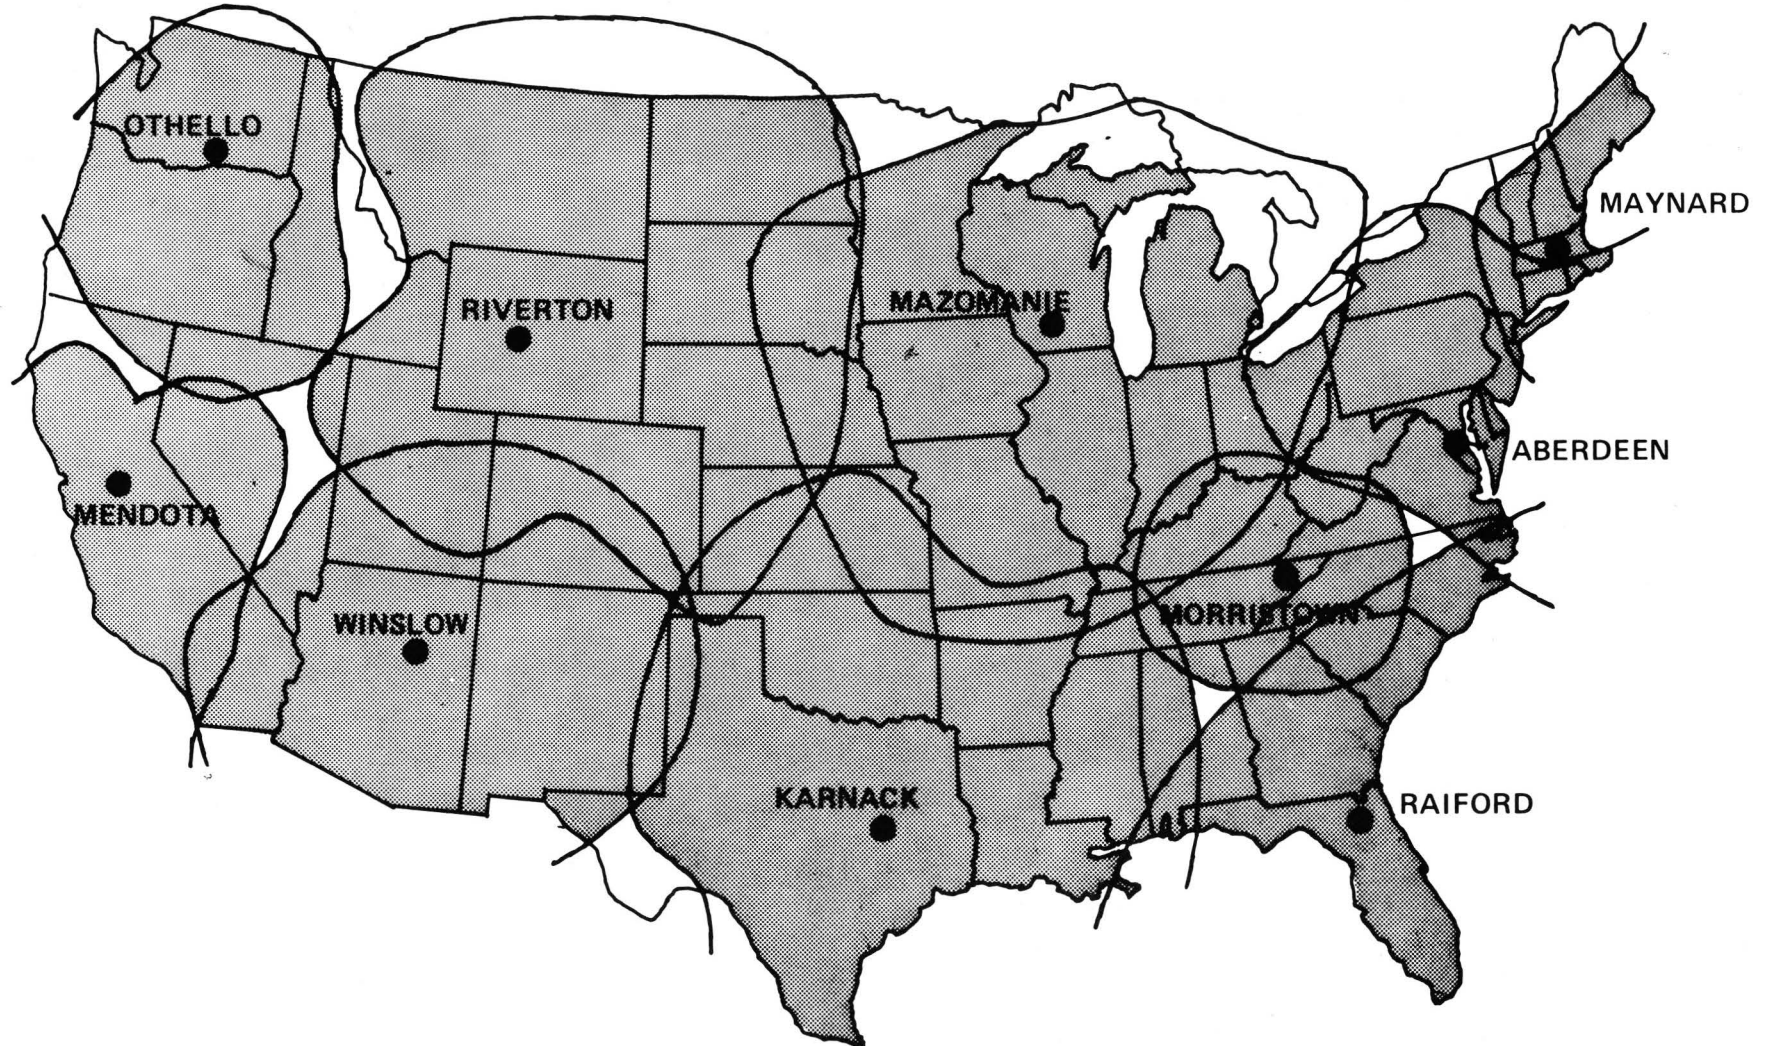 OTHELLO
MAYNARD
RIVERTON
MAZOMANIE
ABERDEEN
MENDOTA
WINSLOW
MORRISTOWN
KARNACK
RAIFORD